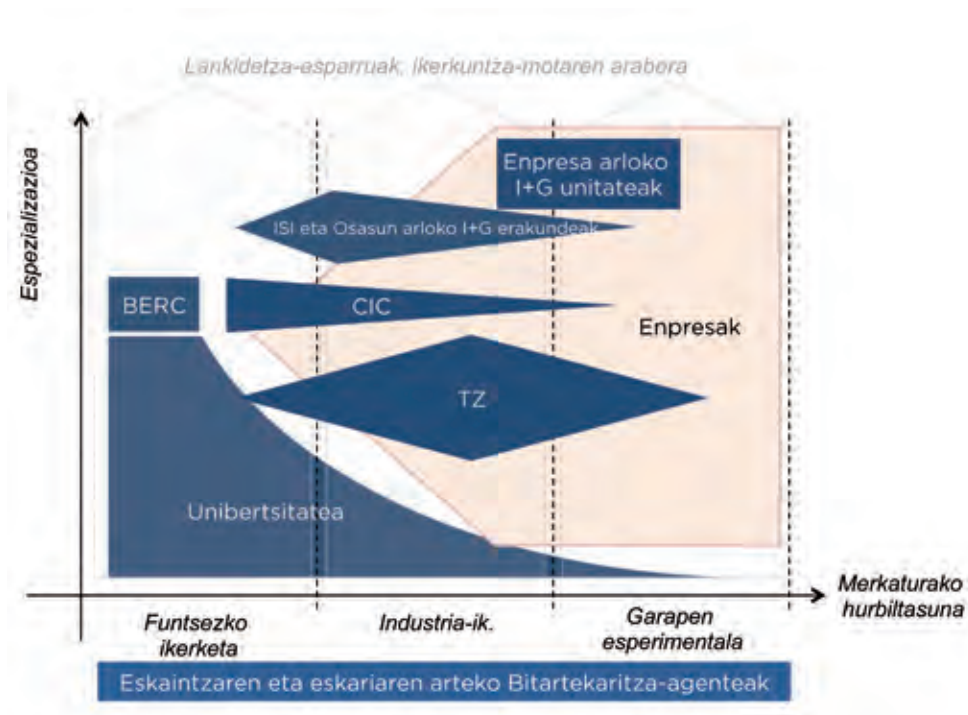 Lankidetza-esparruak, ikerkuntza-motaren arabera
Espezializazioa
Enpresa arloko
I+G unitateak
ISI eta Osasun arloko I+G erakundeak
BERC
CIC
Enpresak
TZ
Unibertsitatea
Merkaturako
hurbiltasuna
Funtsezko
ikerketa
Industria-ik.
Garapen
esperimentala
Eskaintzaren eta eskariaren arteko Bitartekaritza-agenteak